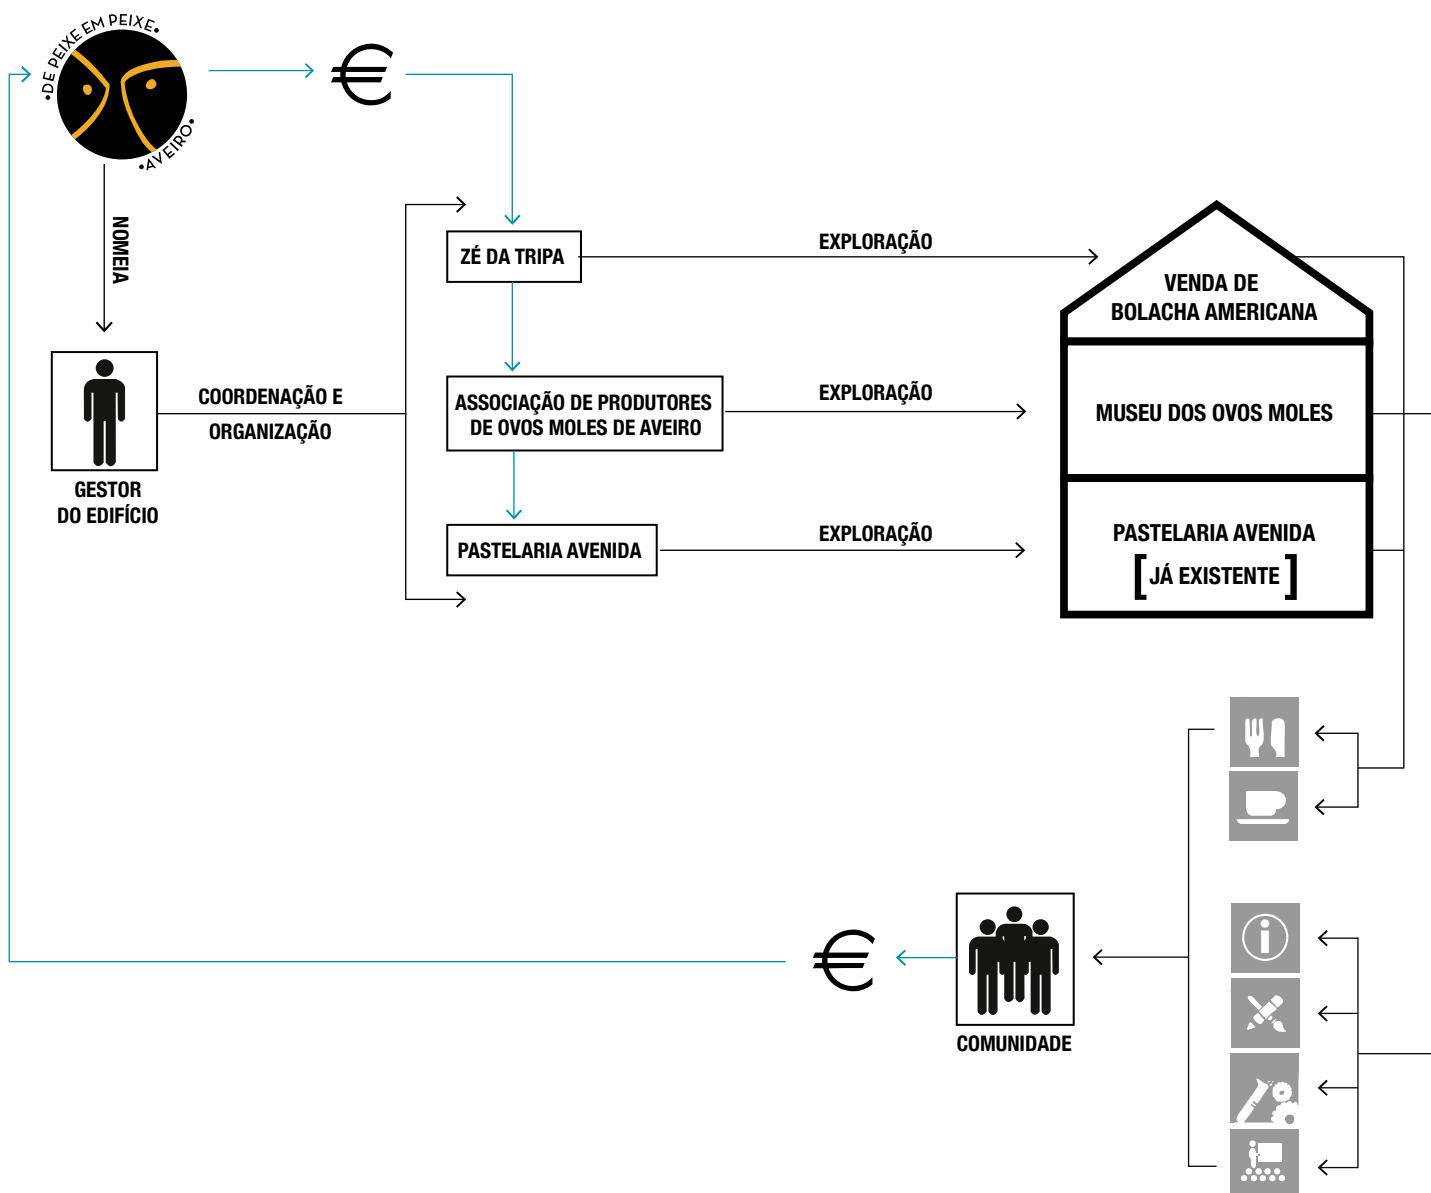 •DE PEIXE EM PEIXE•
•AVEIRO•
€
NOMEIA
ZÉ DA TRIPA
EXPLORAÇÃO
VENDA DE
BOLACHA AMERICANA
COORDENAÇÃO E
ORGANIZAÇÃO
ASSOCIAÇÃO DE PRODUTORES
DE OVOS MOLES DE AVEIRO
EXPLORAÇÃO
MUSEU DOS OVOS MOLES
GESTOR
DO EDIFÍCIO
PASTELARIA AVENIDA
EXPLORAÇÃO
PASTELARIA AVENIDA
[JÁ EXISTENTE]
i
€
COMUNIDADE